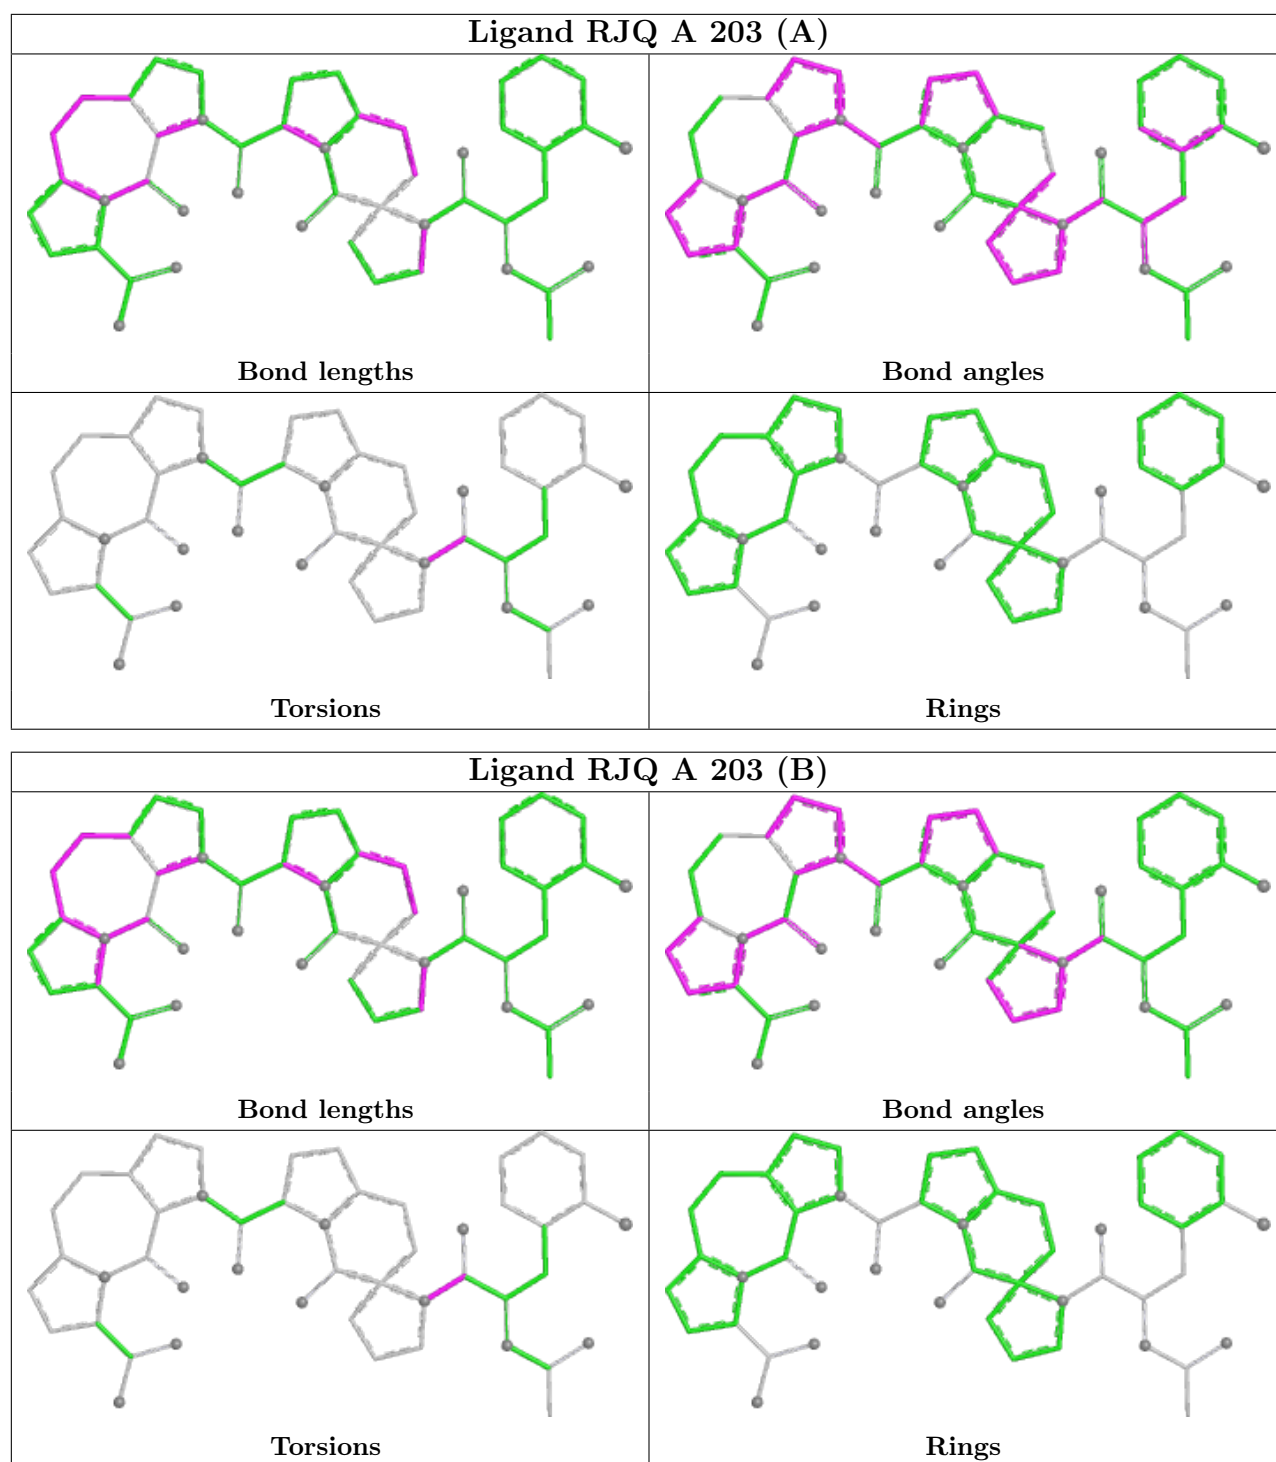 Ligand RJQ A 203 (A)
Bond lengths
Bond angles
Torsions
Rings
Ligand RJQ A 203 (B)
Bond lengths
Bond angles
Torsions
Rings